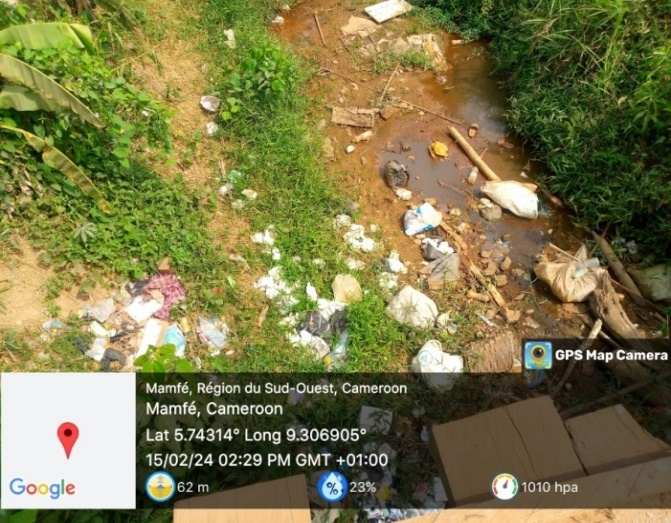 GPS Map Camera
Mamfé, Région du Sud-Ouest, Cameroon
Mamfé, Cameroon
Lat 5.74314° Long 9.306905°
15/02/24 02:29 PM GMT +01:00
Google
62 m
23%
1010 hpa